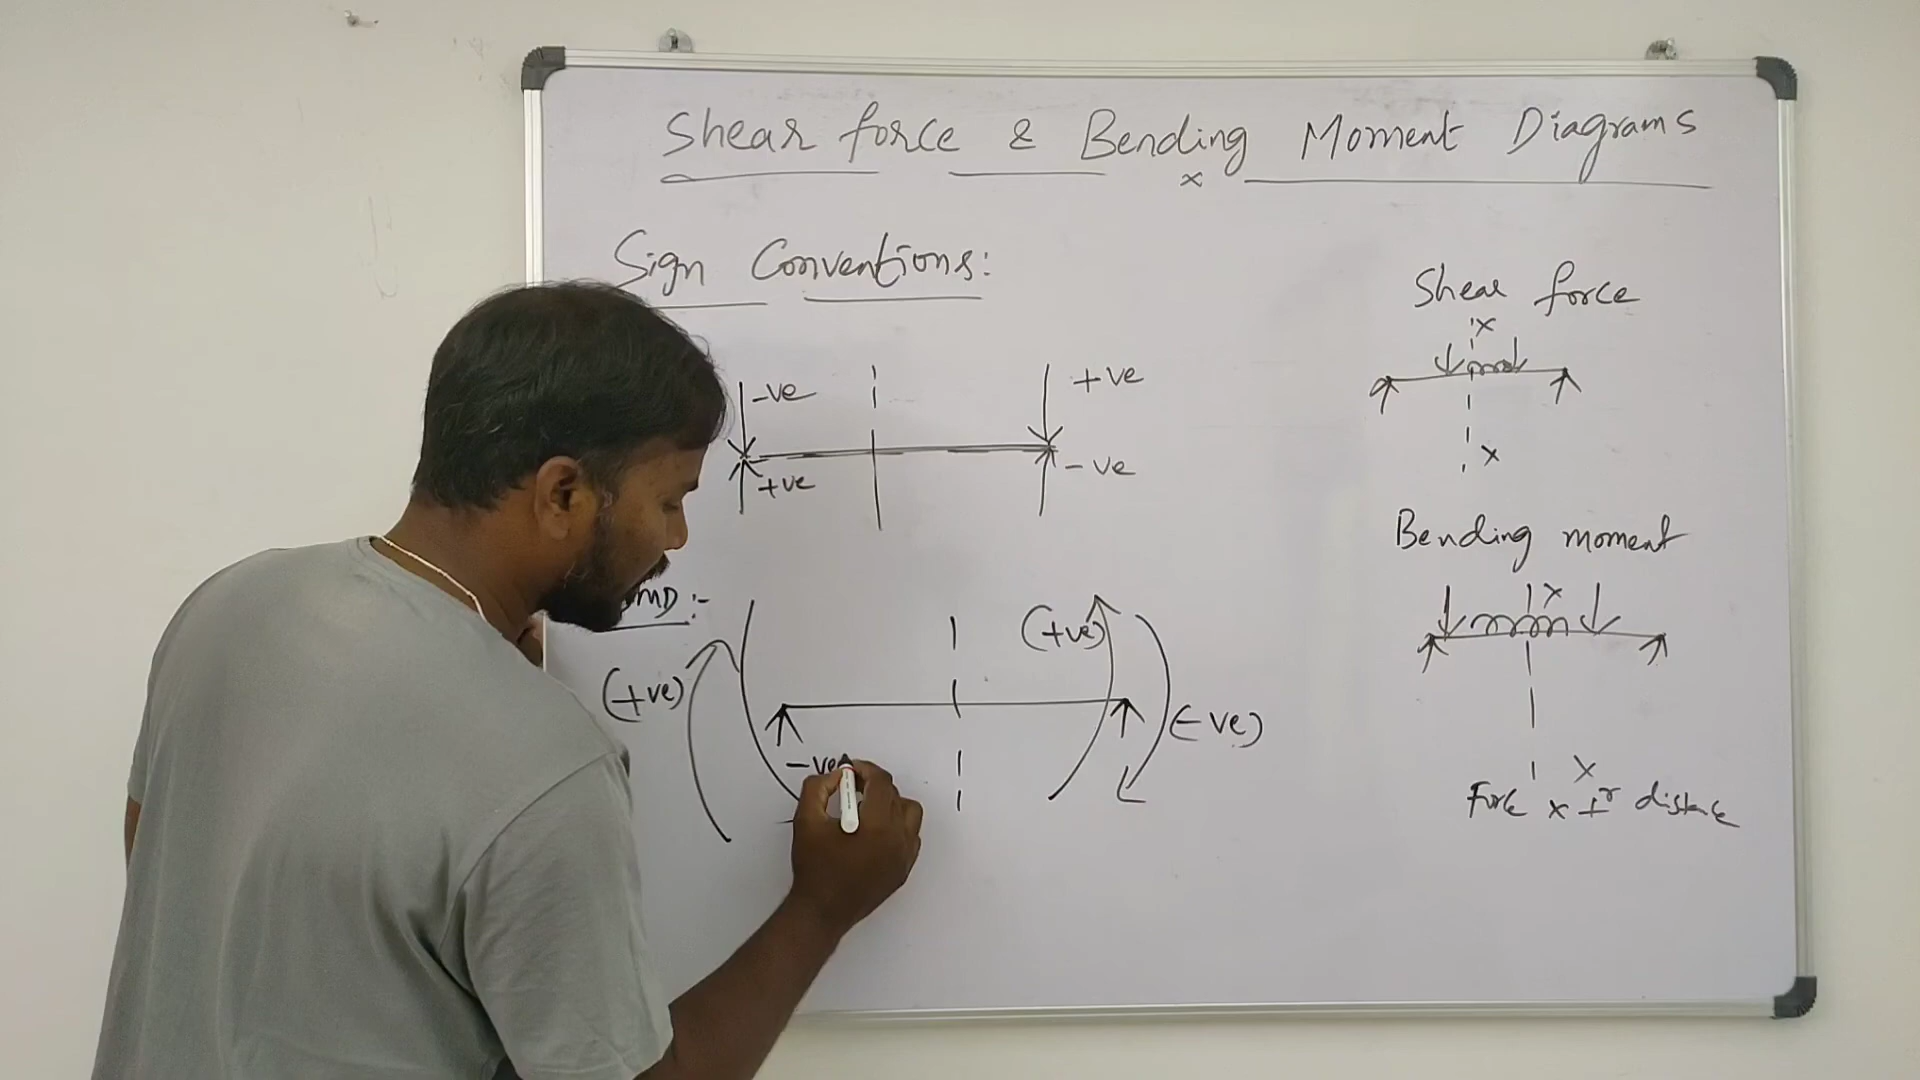 Shear force & Bending Moment Diagrams
x
Sign Conventions:
-ve
+ve
+ve
-ve
MD:-
(+ve)
-ve
(+ve)
(-ve)
Shear force
x
x
Bending moment
x
x
Force x ⊥r distance